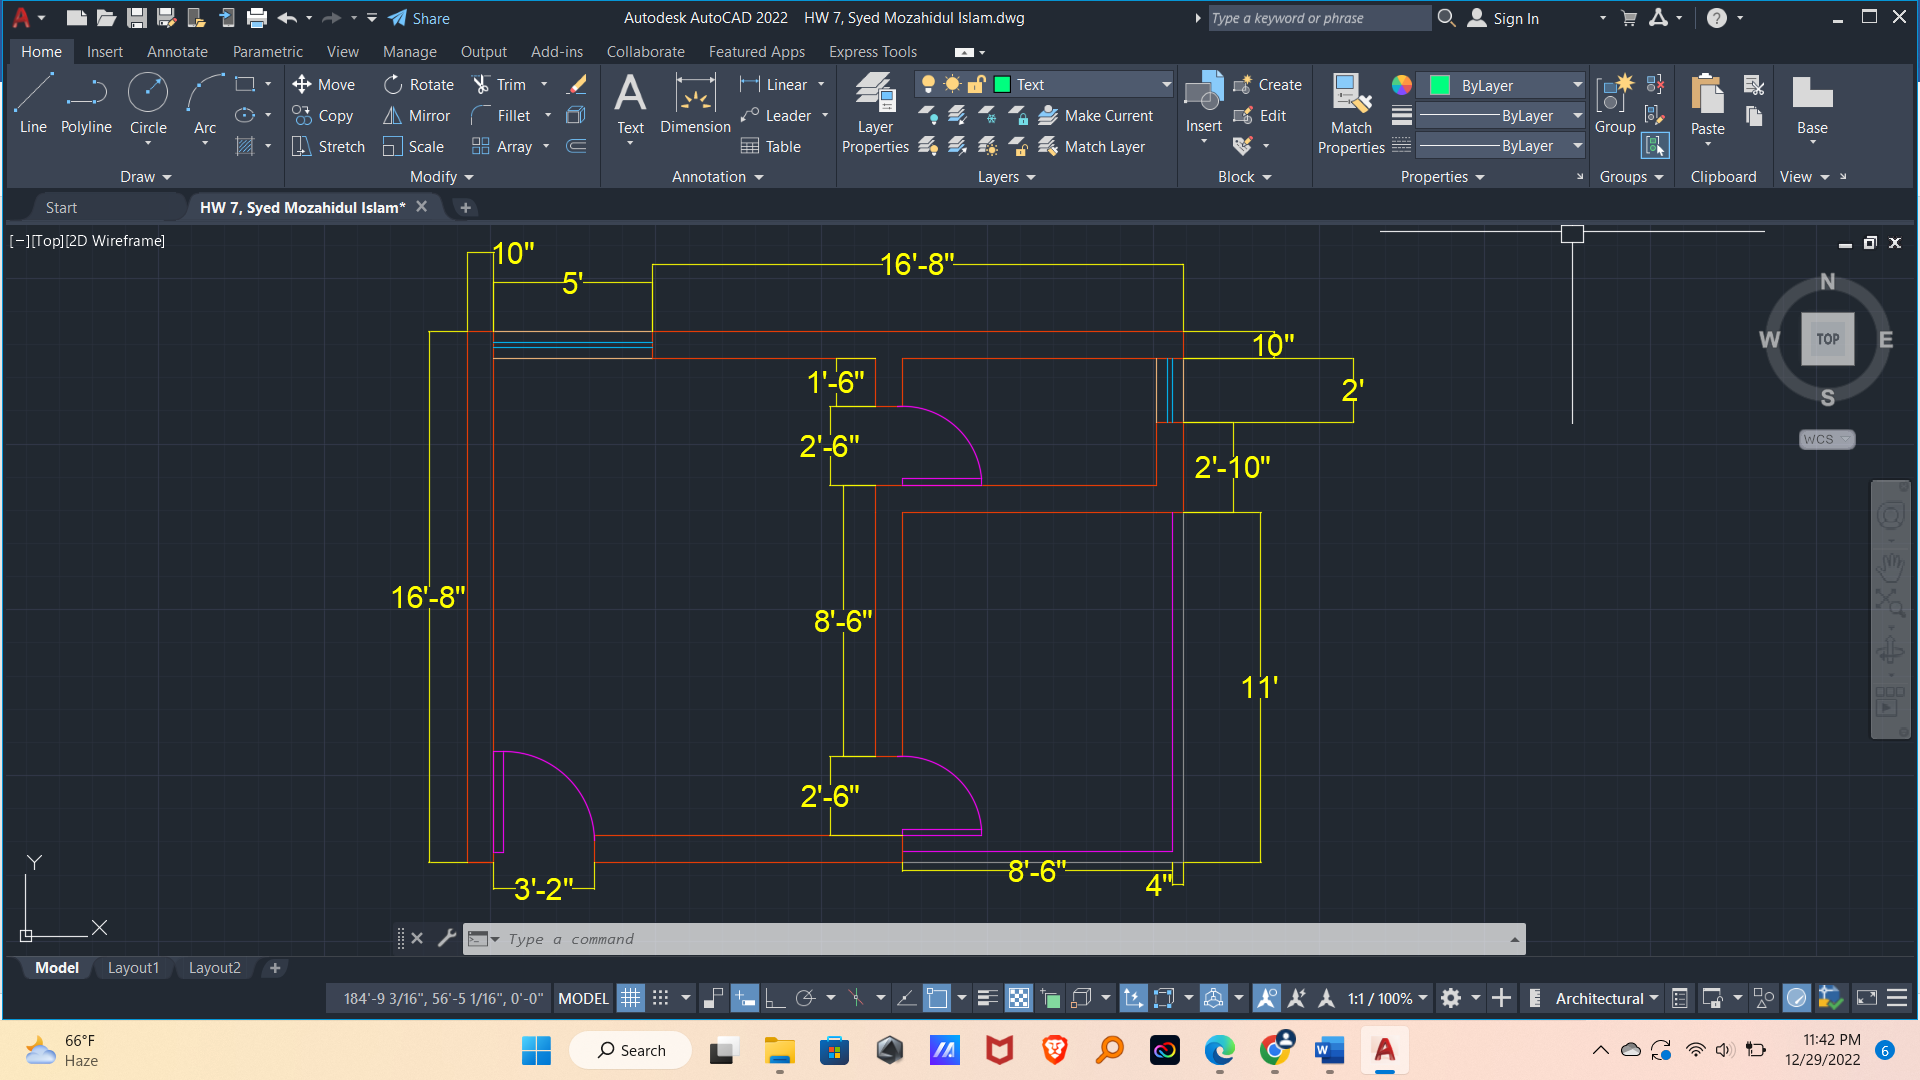 Share
Autodesk AutoCAD 2022 HW 7, Syed Mozahidul Islam.dwg
Type a keyword or phrase
Sign In
Home Insert Annotate Parametric View Manage Output Add-ins Collaborate Featured Apps Express Tools
Line
Polyline
Circle
Arc
Draw
Move
Copy
Stretch
Rotate
Mirror
Scale
Trim
Fillet
Array
Modify
Text
Dimension
Linear
Leader
Table
Annotation
Layer
Properties
Text
Make Current
Match Layer
Layers
Insert
Create
Edit
Block
Match
Properties
ByLayer
ByLayer
ByLayer
Properties
Group
Groups
Paste
Clipboard
Base
View
Start
HW 7, Syed Mozahidul Islam*
[−][Top][2D Wireframe]
10"
5'
16'-8"
10"
2'
1'-6"
2'-6"
2'-10"
16'-8"
8'-6"
11'
2'-6"
8'-6"
4"
3'-2"
N
W
TOP
E
S
WCS
Y
X
Type a command
Model Layout1 Layout2
184'-9 3/16", 56'-5 1/16", 0'-0"
MODEL
1:1 / 100%
Architectural
66°F
Haze
Search
11:42 PM
12/29/2022
6